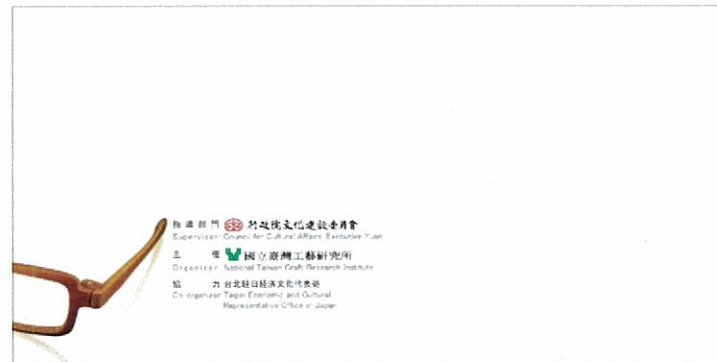 指導部門 行政院文化建設委員會
Supervisor Council for Cultural Affairs, Executive Yuan
主催 國立臺灣工藝研究所
Organizer National Taiwan Craft Research Institute
協力 台北駐日経済文化代表処
Co-organizer Taipei Economic and Cultural
Representative Office in Japan